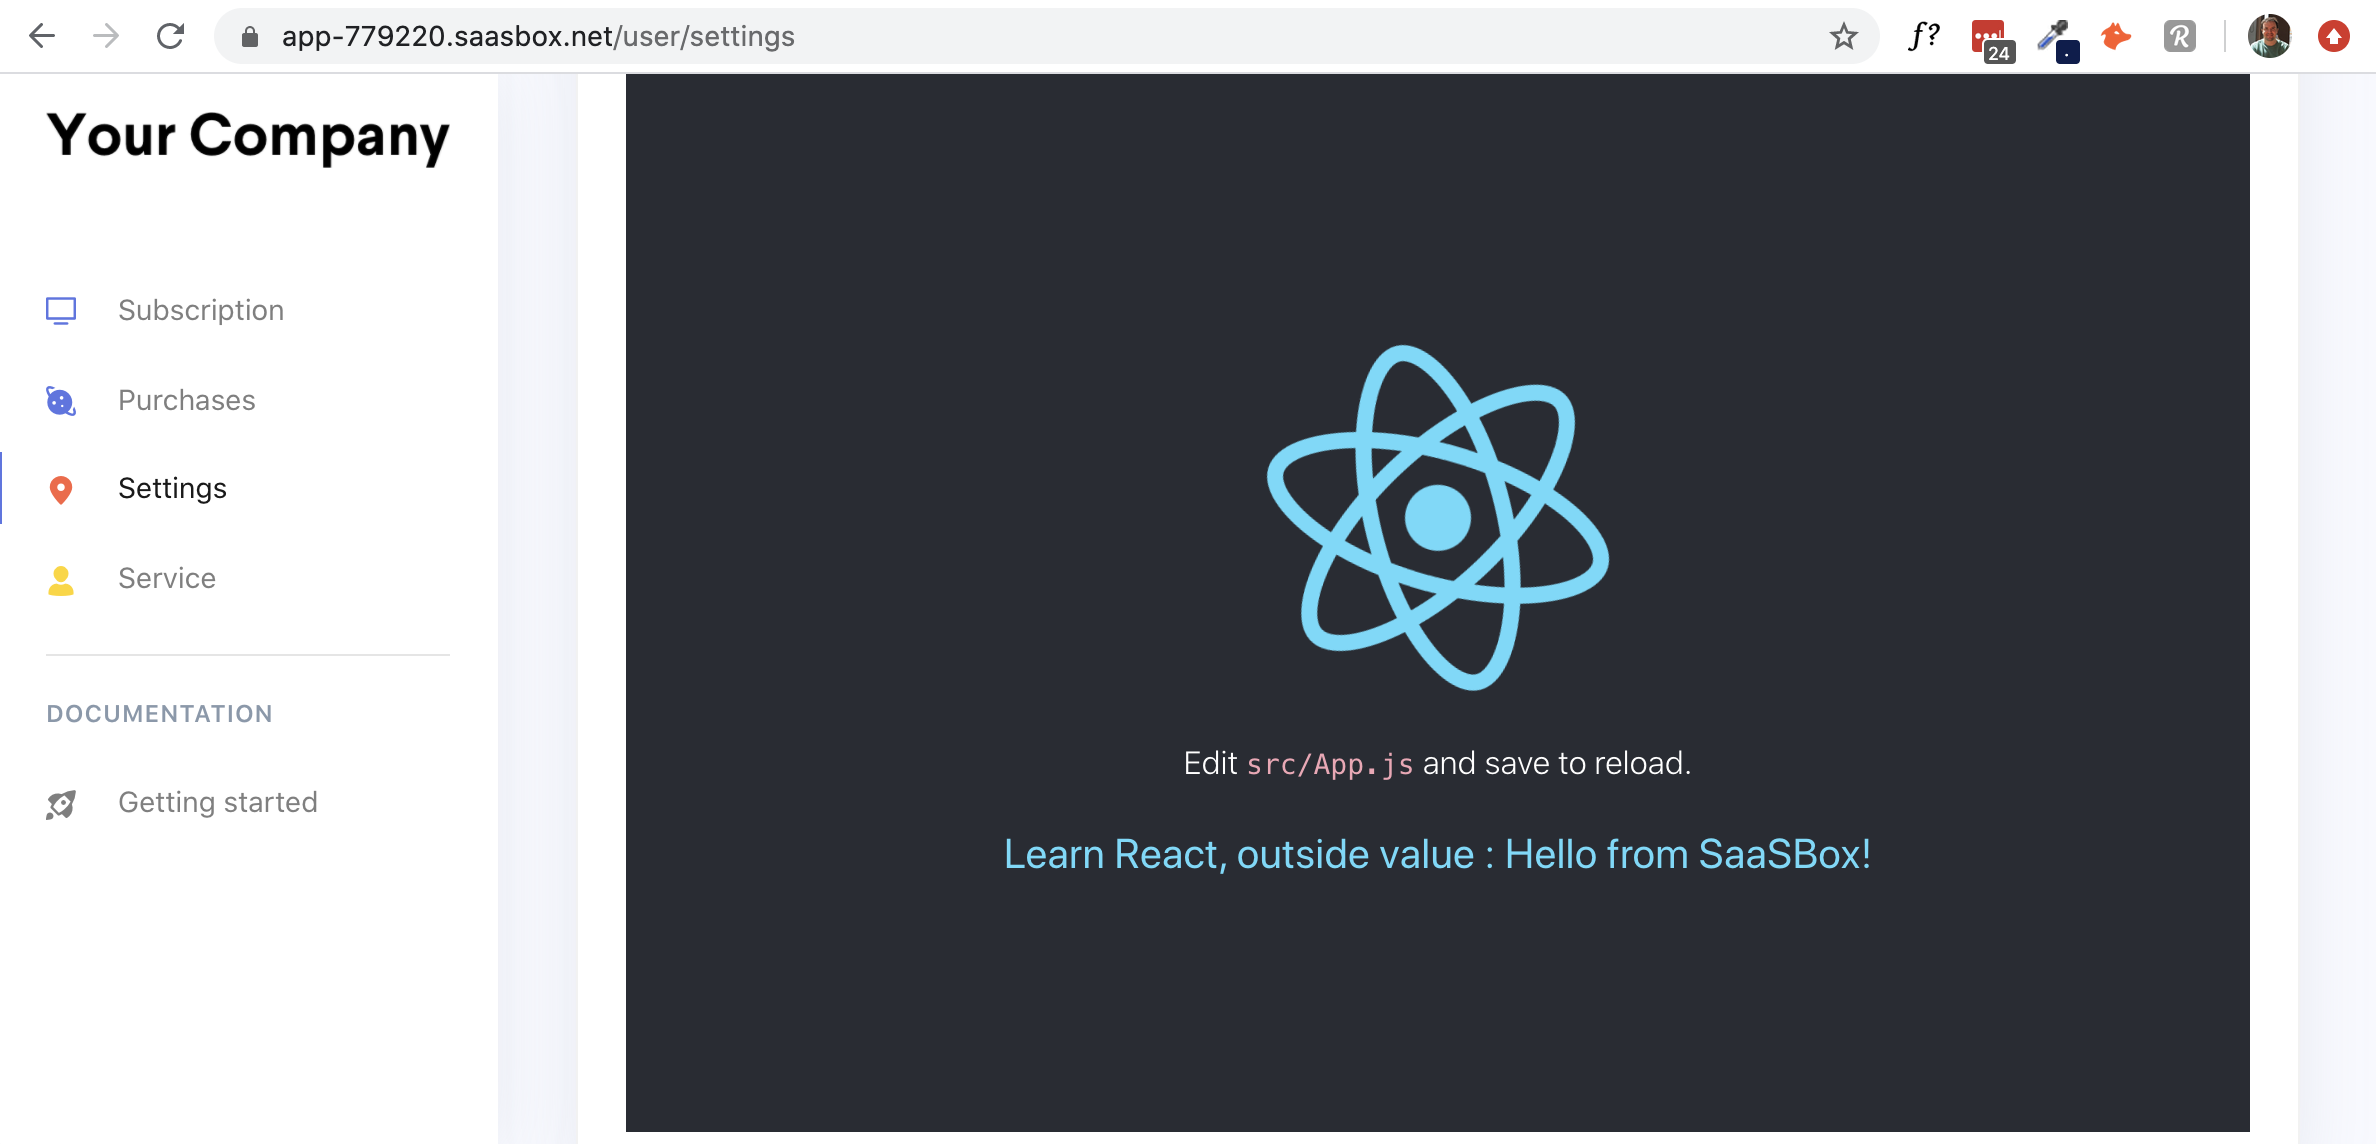 app-779220.saasbox.net/user/settings
f?
24
R
Your Company
Subscription
Purchases
Settings
Service
DOCUMENTATION
Getting started
Edit src/App.js and save to reload.
Learn React, outside value : Hello from SaaSBox!